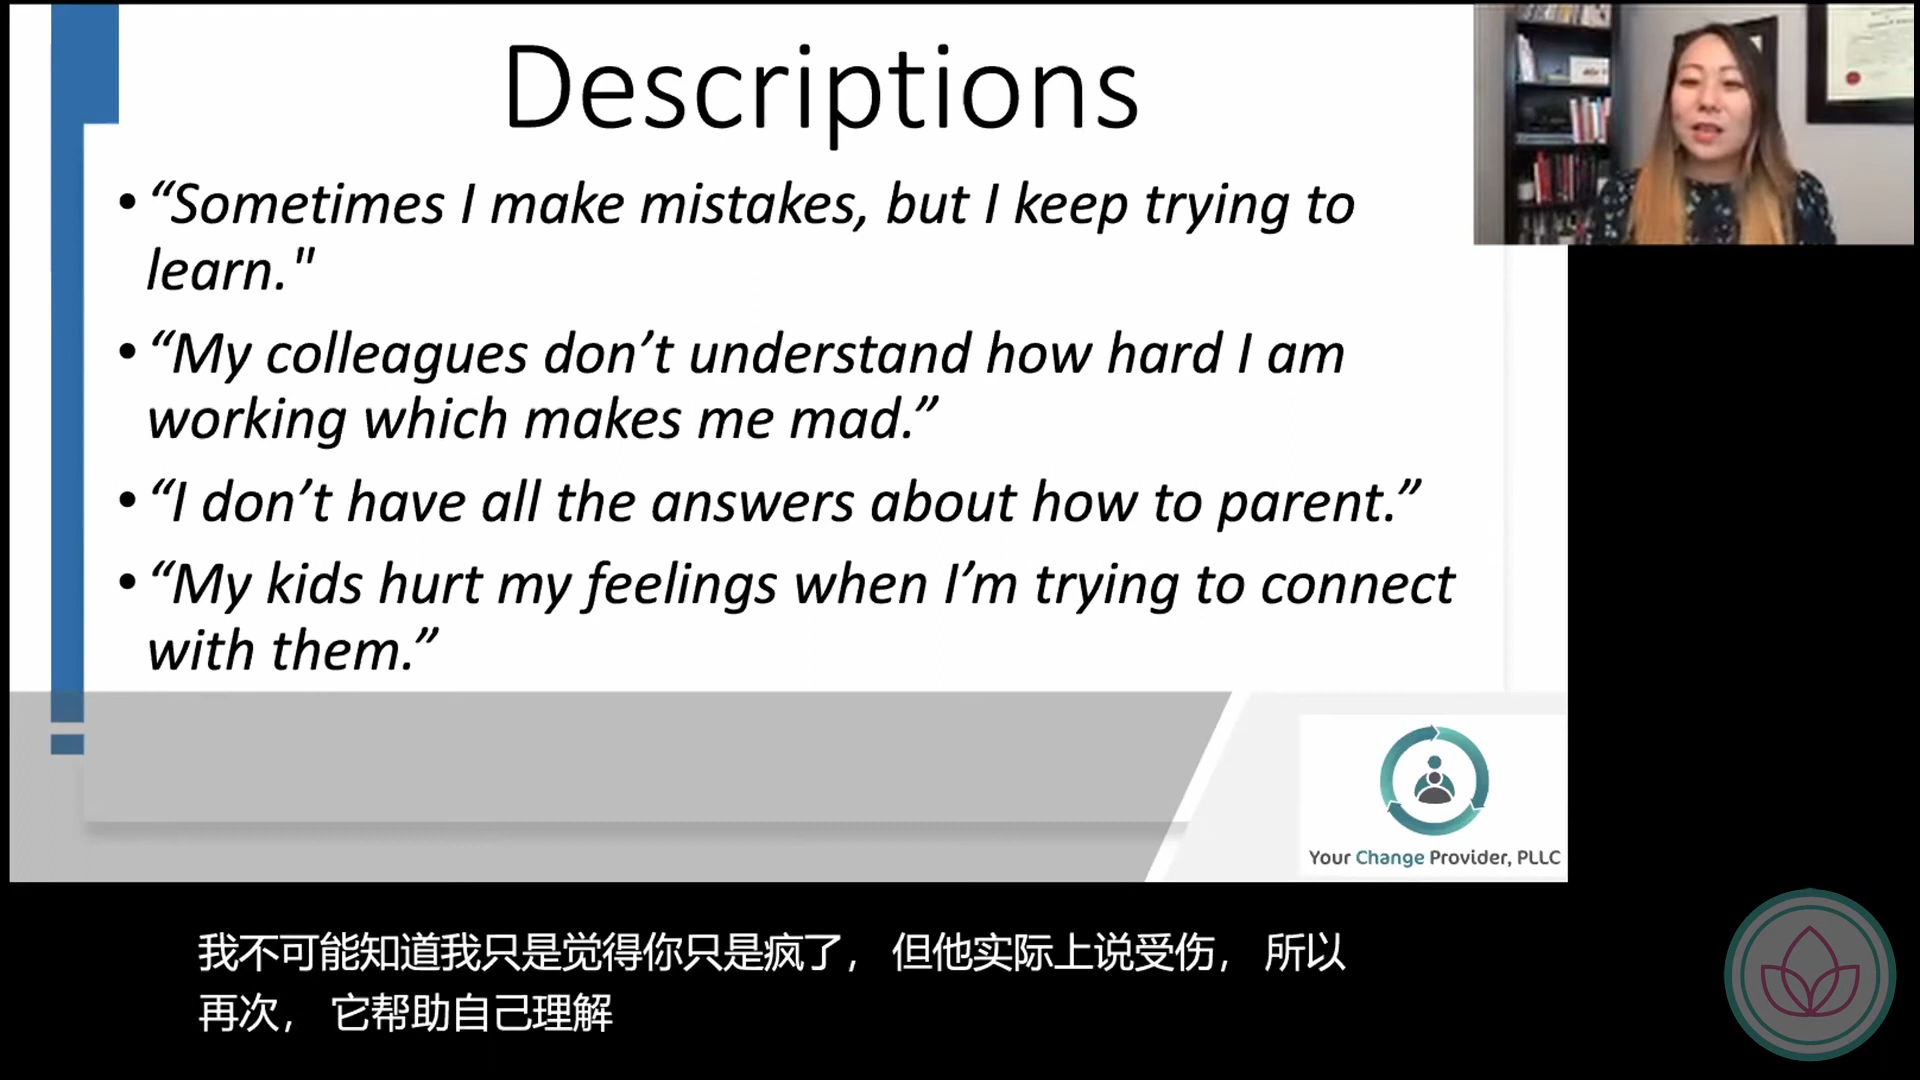 Descriptions
• “Sometimes I make mistakes, but I keep trying to
learn."
• “My colleagues don’t understand how hard I am
working which makes me mad.”
• “I don’t have all the answers about how to parent.”
• “My kids hurt my feelings when I’m trying to connect
with them.”
Your Change Provider, PLLC
我不可能知道我只是觉得你只是疯了， 但他实际上说受伤， 所以
再次， 它帮助自己理解